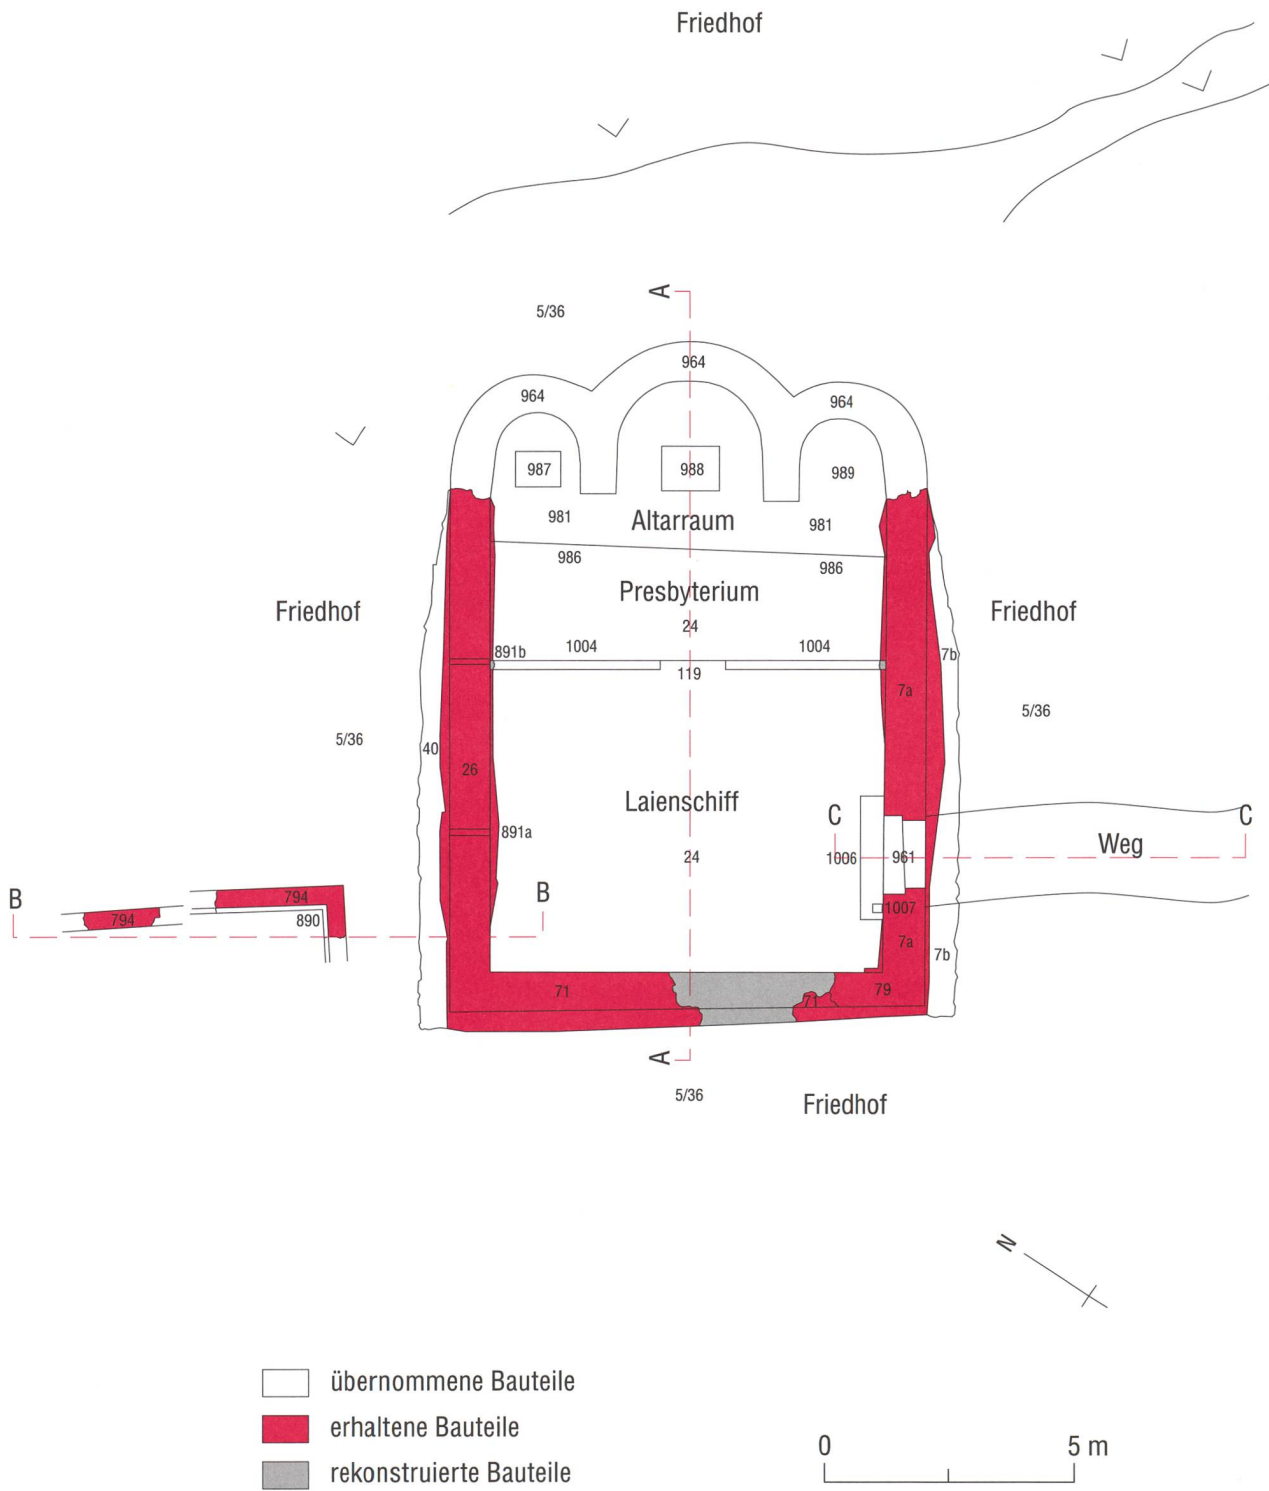 Friedhof
A
5/36
964
964
964
987
988
989
981
Altarraum
981
986
986
Presbyterium
Friedhof
Friedhof
24
891b
1004
1004
7b
119
7a
5/36
5/36
40
26
Laienschiff
C
C
891a
24
1006
961
Weg
B
B
794
1007
794
890
7a
7b
71
71
79
A
5/36
Friedhof
N
übernommene Bauteile
erhaltene Bauteile
rekonstruierte Bauteile
0
5 m